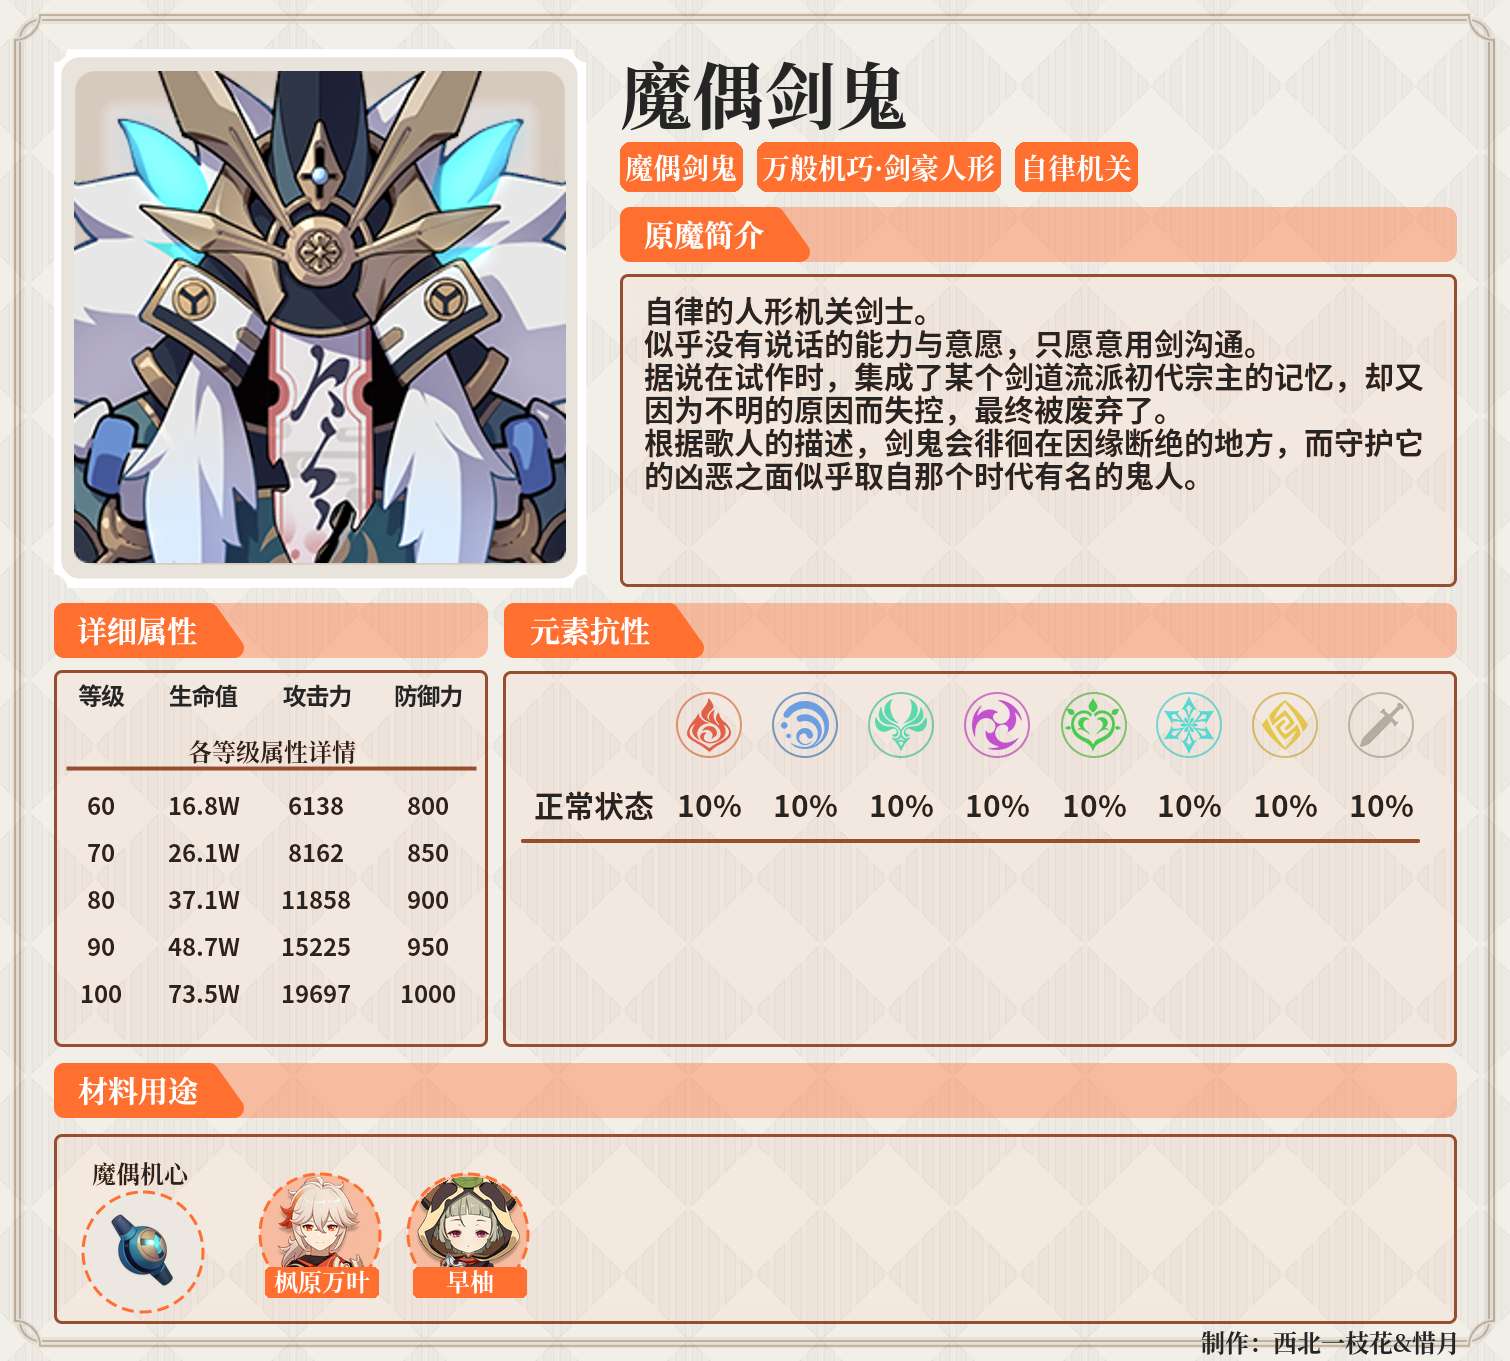 魔偶剑鬼
魔偶剑鬼 万般机巧·剑豪人形 自律机关
原魔简介
自律的人形机关剑士。
似乎没有说话的能力与意愿，只愿意用剑沟通。
据说在试作时，集成了某个剑道流派初代宗主的记忆，却又
因为不明的原因而失控，最终被废弃了。
根据歌人的描述，剑鬼会徘徊在因缘断绝的地方，而守护它
的凶恶之面似乎取自那个时代有名的鬼人。
详细属性
等级 生命值 攻击力 防御力
各等级属性详情
60 16.8W 6138 800
70 26.1W 8162 850
80 37.1W 11858 900
90 48.7W 15225 950
100 73.5W 19697 1000
元素抗性
正常状态 10% 10% 10% 10% 10% 10% 10% 10%
材料用途
魔偶机心
枫原万叶 早柚
制作：西北一枝花&惜月